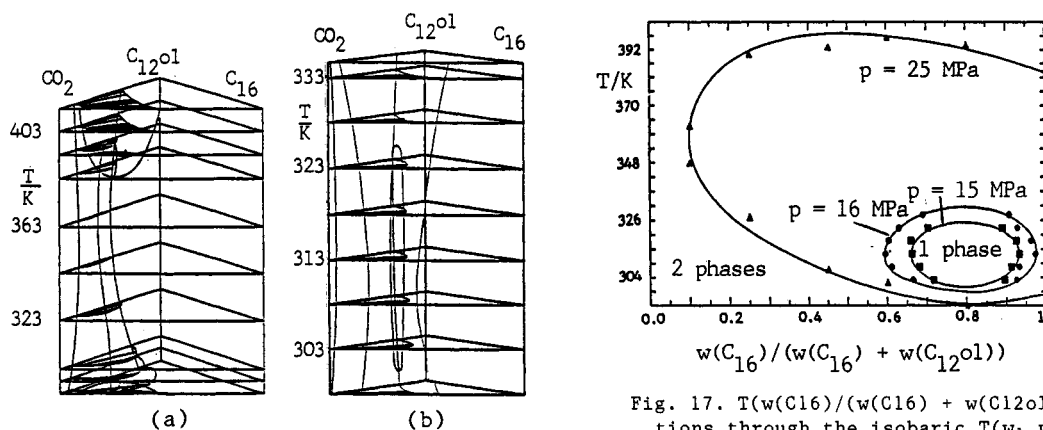 CO2
C12ol
C16
403
T
K
363
323
(a)
CO2
C12ol
C16
333
T
K
323
313
303
(b)
392
T/K
370
348
326
304
p = 25 MPa
p = 15 MPa
p = 16 MPa
1 phase
2 phases
0.0 0.2 0.4 0.6 0.8 1
w(C16)/(w(C16) + w(C12ol))
Fig. 17. T(w(C16)/(w(C16) + w(C12ol
tions through the isobaric T(w